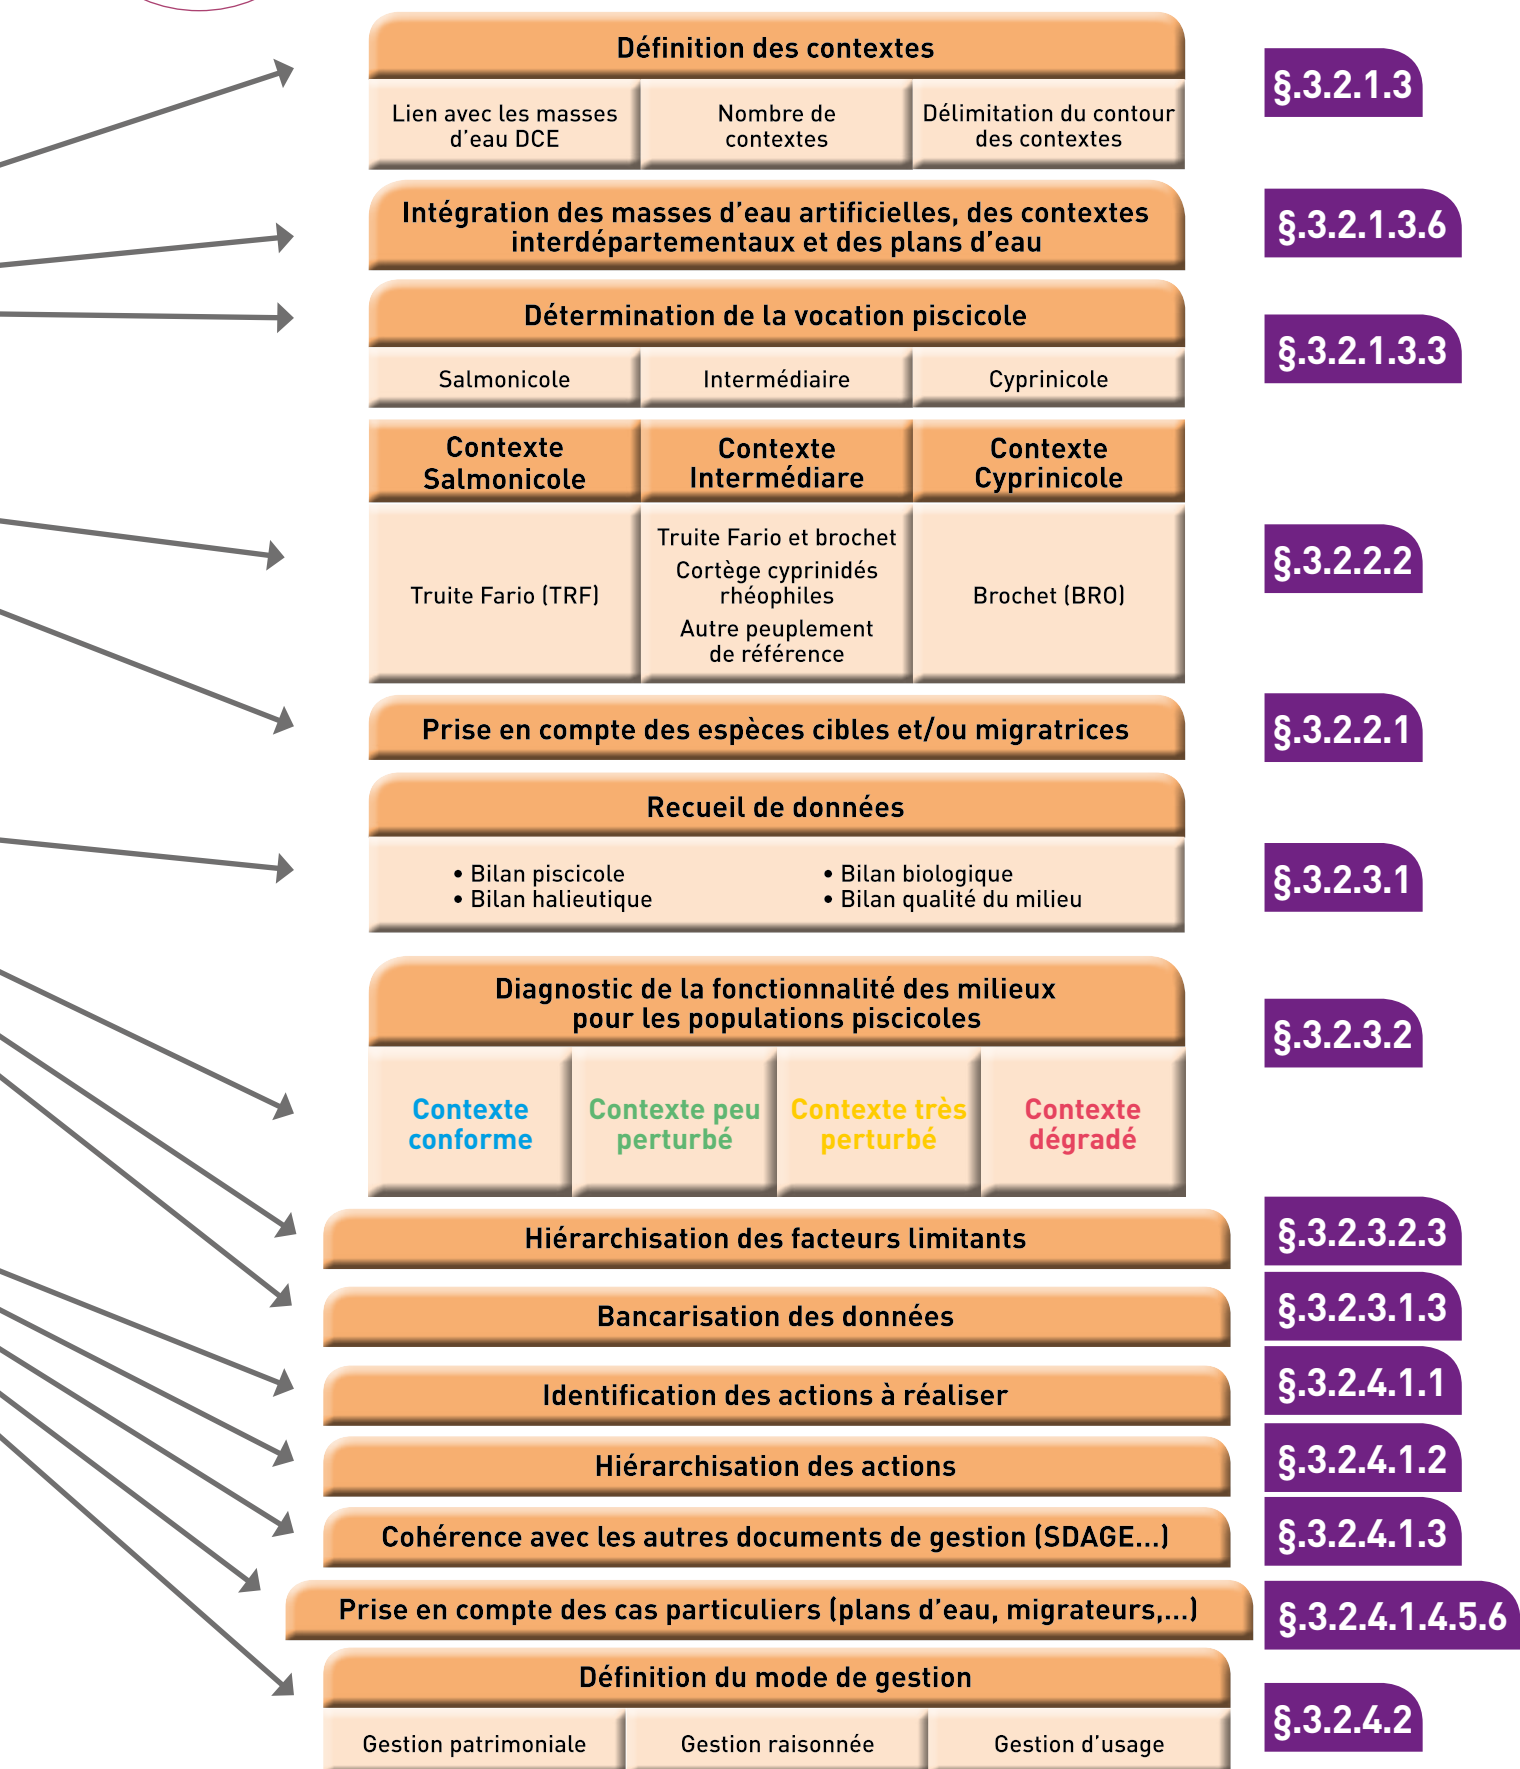 Définition des contextes
§.3.2.1.3
Lien avec les masses
d'eau DCE
Nombre de
contextes
Délimitation du contour
des contextes
Intégration des masses d'eau artificielles, des contextes
interdépartementaux et des plans d'eau
§.3.2.1.3.6
Détermination de la vocation piscicole
§.3.2.1.3.3
Salmonicole
Intermédiaire
Cyprinicole
Contexte
Salmonicole
Contexte
Intermédiare
Contexte
Cyprinicole
Truite Fario (TRF)
Truite Fario et brochet
Cortège cyprinidés
rhéophiles
Autre peuplement
de référence
Brochet (BRO)
§.3.2.2.2
Prise en compte des espèces cibles et/ou migratrices
§.3.2.2.1
Recueil de données
• Bilan piscicole
• Bilan halieutique
• Bilan biologique
• Bilan qualité du milieu
§.3.2.3.1
Diagnostic de la fonctionnalité des milieux
pour les populations piscicoles
§.3.2.3.2
Contexte
conforme
Contexte peu
perturbé
Contexte très
perturbé
Contexte
dégradé
Hiérarchisation des facteurs limitants
§.3.2.3.2.3
Bancarisation des données
§.3.2.3.1.3
Identification des actions à réaliser
§.3.2.4.1.1
Hiérarchisation des actions
§.3.2.4.1.2
Cohérence avec les autres documents de gestion (SDAGE...)
§.3.2.4.1.3
Prise en compte des cas particuliers (plans d'eau, migrateurs,...)
§.3.2.4.1.4.5.6
Définition du mode de gestion
§.3.2.4.2
Gestion patrimoniale
Gestion raisonnée
Gestion d'usage